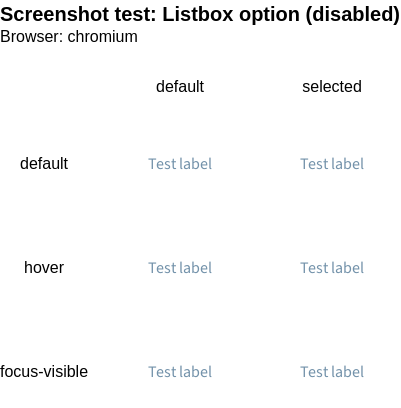 Screenshot test: Listbox option (disabled)
Browser: chromium
default selected
default Test label Test label
hover Test label Test label
focus-visible Test label Test label